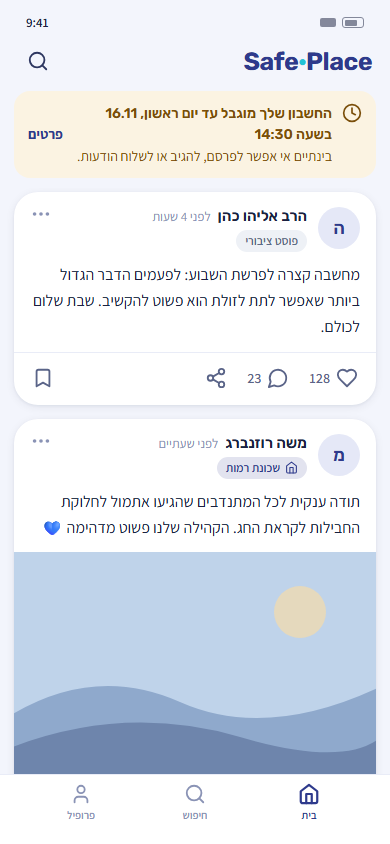 9:41
Safe•Place
החשבון שלך מוגבל עד יום ראשון, 16.11
בשעה 14:30
פרטים
בינתיים אי אפשר לפרסם, להגיב או לשלוח הודעות.
ה
הרב אליהו כהן לפני 4 שעות
פוסט ציבורי
מחשבה קצרה לפרשת השבוע: לפעמים הדבר הגדול
ביותר שאפשר לתת לזולת הוא פשוט להקשיב. שבת שלום
לכולם.
128
23
מ
משה רוזנברג לפני שעתיים
שכונת רמות
תודה ענקית לכל המתנדבים שהגיעו אתמול לחלוקת
החבילות לקראת החג. הקהילה שלנו פשוט מדהימה 💙
בית
חיפוש
פרופיל